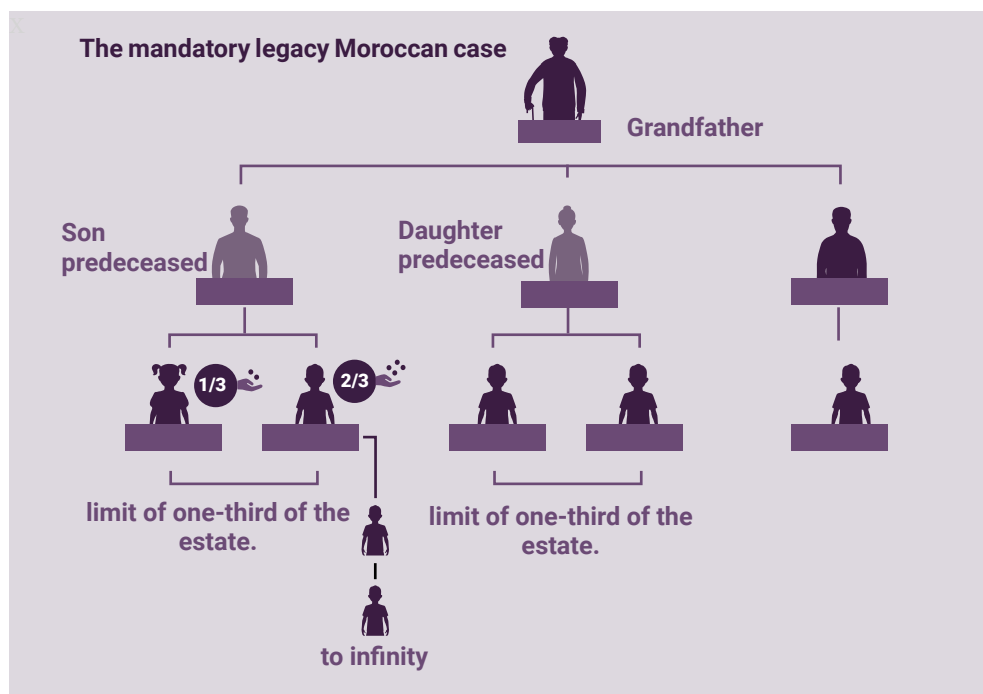 X
The mandatory legacy Moroccan case
Grandfather
Son
predeceased
Daughter
predeceased
1/3
2/3
limit of one-third of the
estate.
limit of one-third of the
estate.
to infinity